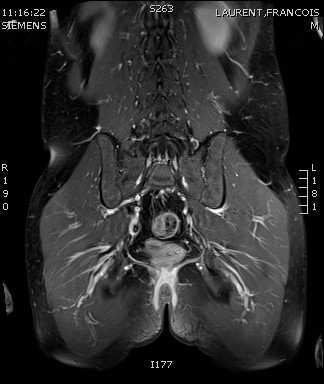 11:16:22 S263 LAURENT,FRANCOIS
SIEMENS M
R L
1 1
9 8
0 1
I177